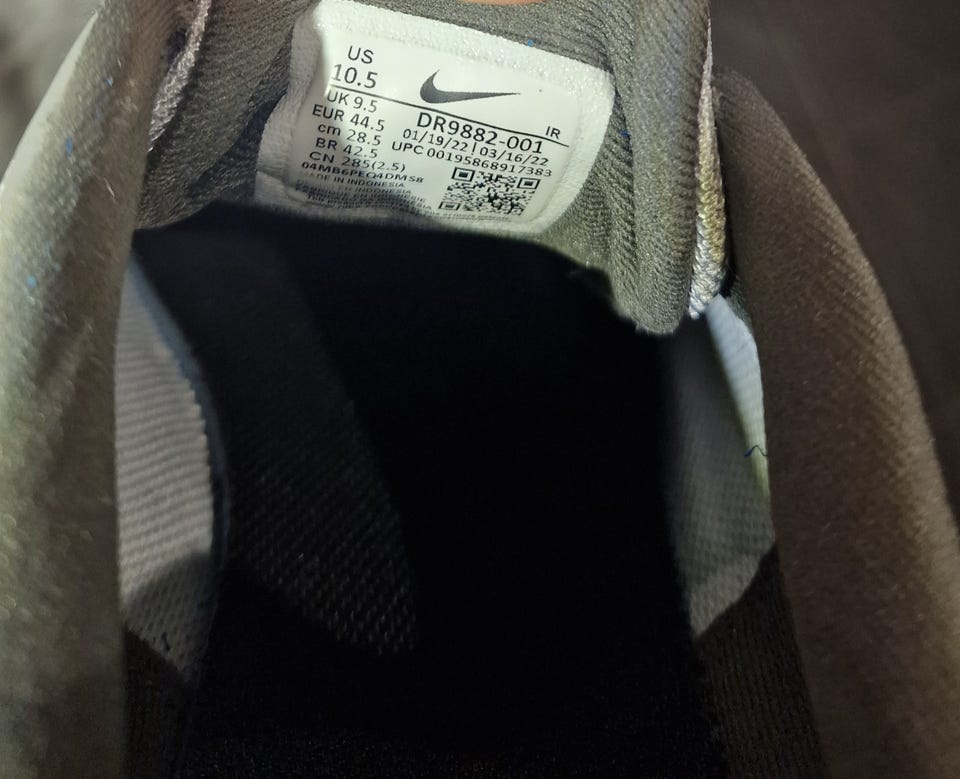 US
10.5
UK 9.5
EUR 44.5
cm 28.5
BR 42.5
CN 285(2.5)
04MB6PEQ4DMS8
MADE IN INDONESIA
IR
DR9882-001
01/19/22 | 03/16/22
UPC 00195868917383